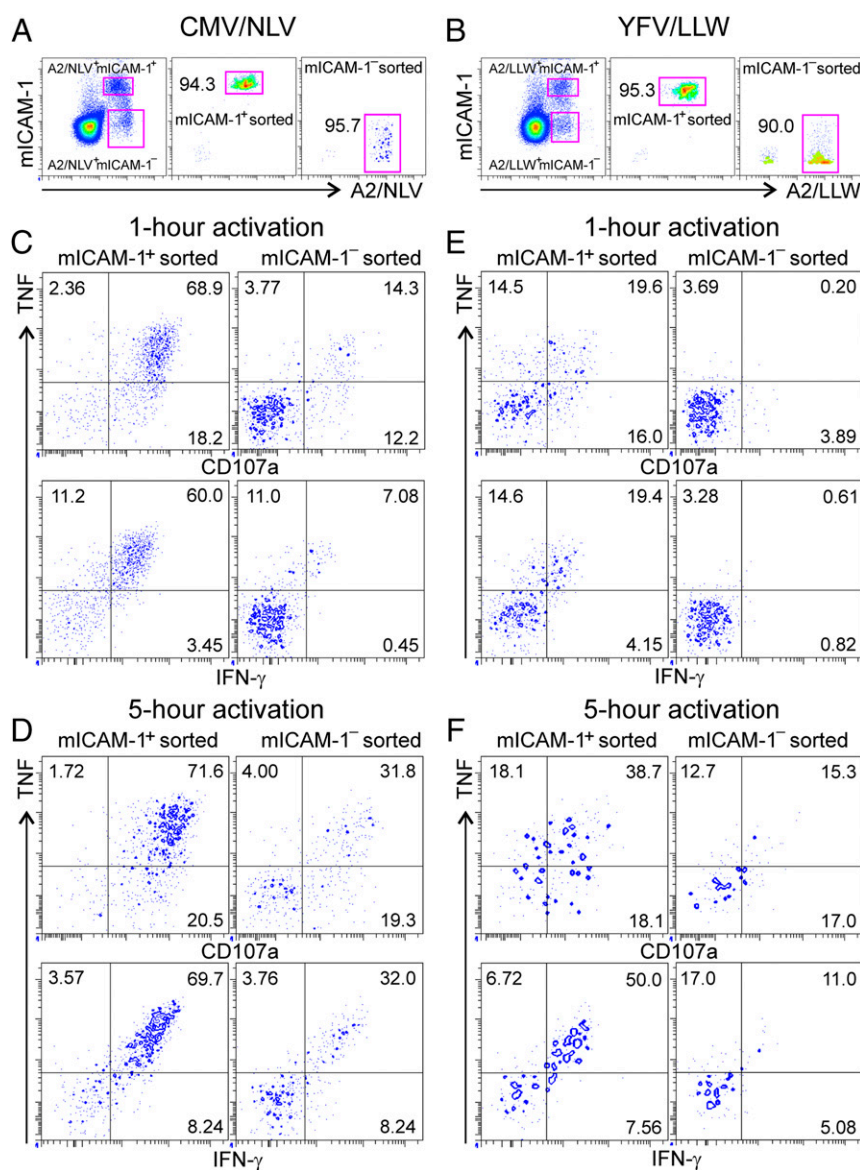 A CMV/NLV
B YFV/LLW
mICAM-1
A2/NLV+mICAM-1+
A2/NLV+mICAM-1−
94.3
mICAM-1+ sorted
mICAM-1− sorted
95.7
A2/NLV
mICAM-1
A2/LLW+mICAM-1+
A2/LLW+mICAM-1−
95.3
mICAM-1+ sorted
mICAM-1− sorted
90.0
A2/LLW
C 1-hour activation
mICAM-1+ sorted mICAM-1− sorted
TNF
2.36 68.9 3.77 14.3
18.2 12.2
CD107a
11.2 60.0 11.0 7.08
3.45 0.45
IFN-γ
E 1-hour activation
mICAM-1+ sorted mICAM-1− sorted
TNF
14.5 19.6 3.69 0.20
16.0 3.89
CD107a
14.6 19.4 3.28 0.61
4.15 0.82
IFN-γ
D 5-hour activation
mICAM-1+ sorted mICAM-1− sorted
TNF
1.72 71.6 4.00 31.8
20.5 19.3
CD107a
3.57 69.7 3.76 32.0
8.24 8.24
IFN-γ
F 5-hour activation
mICAM-1+ sorted mICAM-1− sorted
TNF
18.1 38.7 12.7 15.3
18.1 17.0
CD107a
6.72 50.0 17.0 11.0
7.56 5.08
IFN-γ